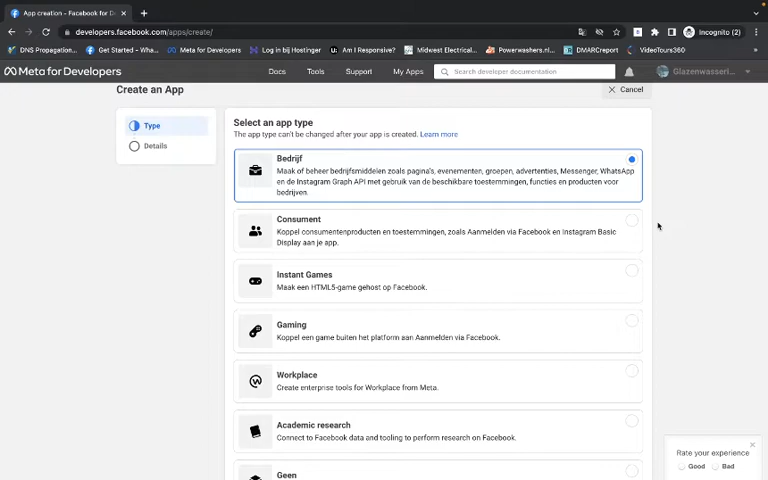 App creation - Facebook for D
Incognito (2)
developers.facebook.com/apps/create/
DNS Propagation...
Get Started - Wha...
Meta for Developers
Log in bij Hostinger
Am I Responsive?
Midwest Electrical...
Powerwashers.nl...
DMARCreport
VideoTours360
Meta for Developers
Docs
Tools
Support
My Apps
Search developer documentation
Glazenwasseri...
Create an App
Cancel
Type
Details
Select an app type
The app type can't be changed after your app is created. Learn more
Bedrijf
Maak of beheer bedrijfsmiddelen zoals pagina's, evenementen, groepen, advertenties, Messenger, WhatsApp
en de Instagram Graph API met gebruik van de beschikbare toestemmingen, functies en producten voor
bedrijven.
Consument
Koppel consumentenproducten en toestemmingen, zoals Aanmelden via Facebook en Instagram Basic
Display aan je app.
Instant Games
Maak een HTML5-game gehost op Facebook.
Gaming
Koppel een game buiten het platform aan Aanmelden via Facebook.
Workplace
Create enterprise tools for Workplace from Meta.
Academic research
Connect to Facebook data and tooling to perform research on Facebook.
Geen
Rate your experience
Good
Bad